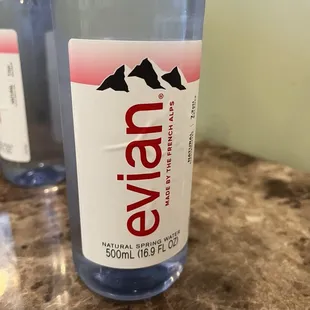 evian®
MADE BY THE FRENCH ALPS
NATURAL SPRING WATER
500mL (16.9 FL OZ)